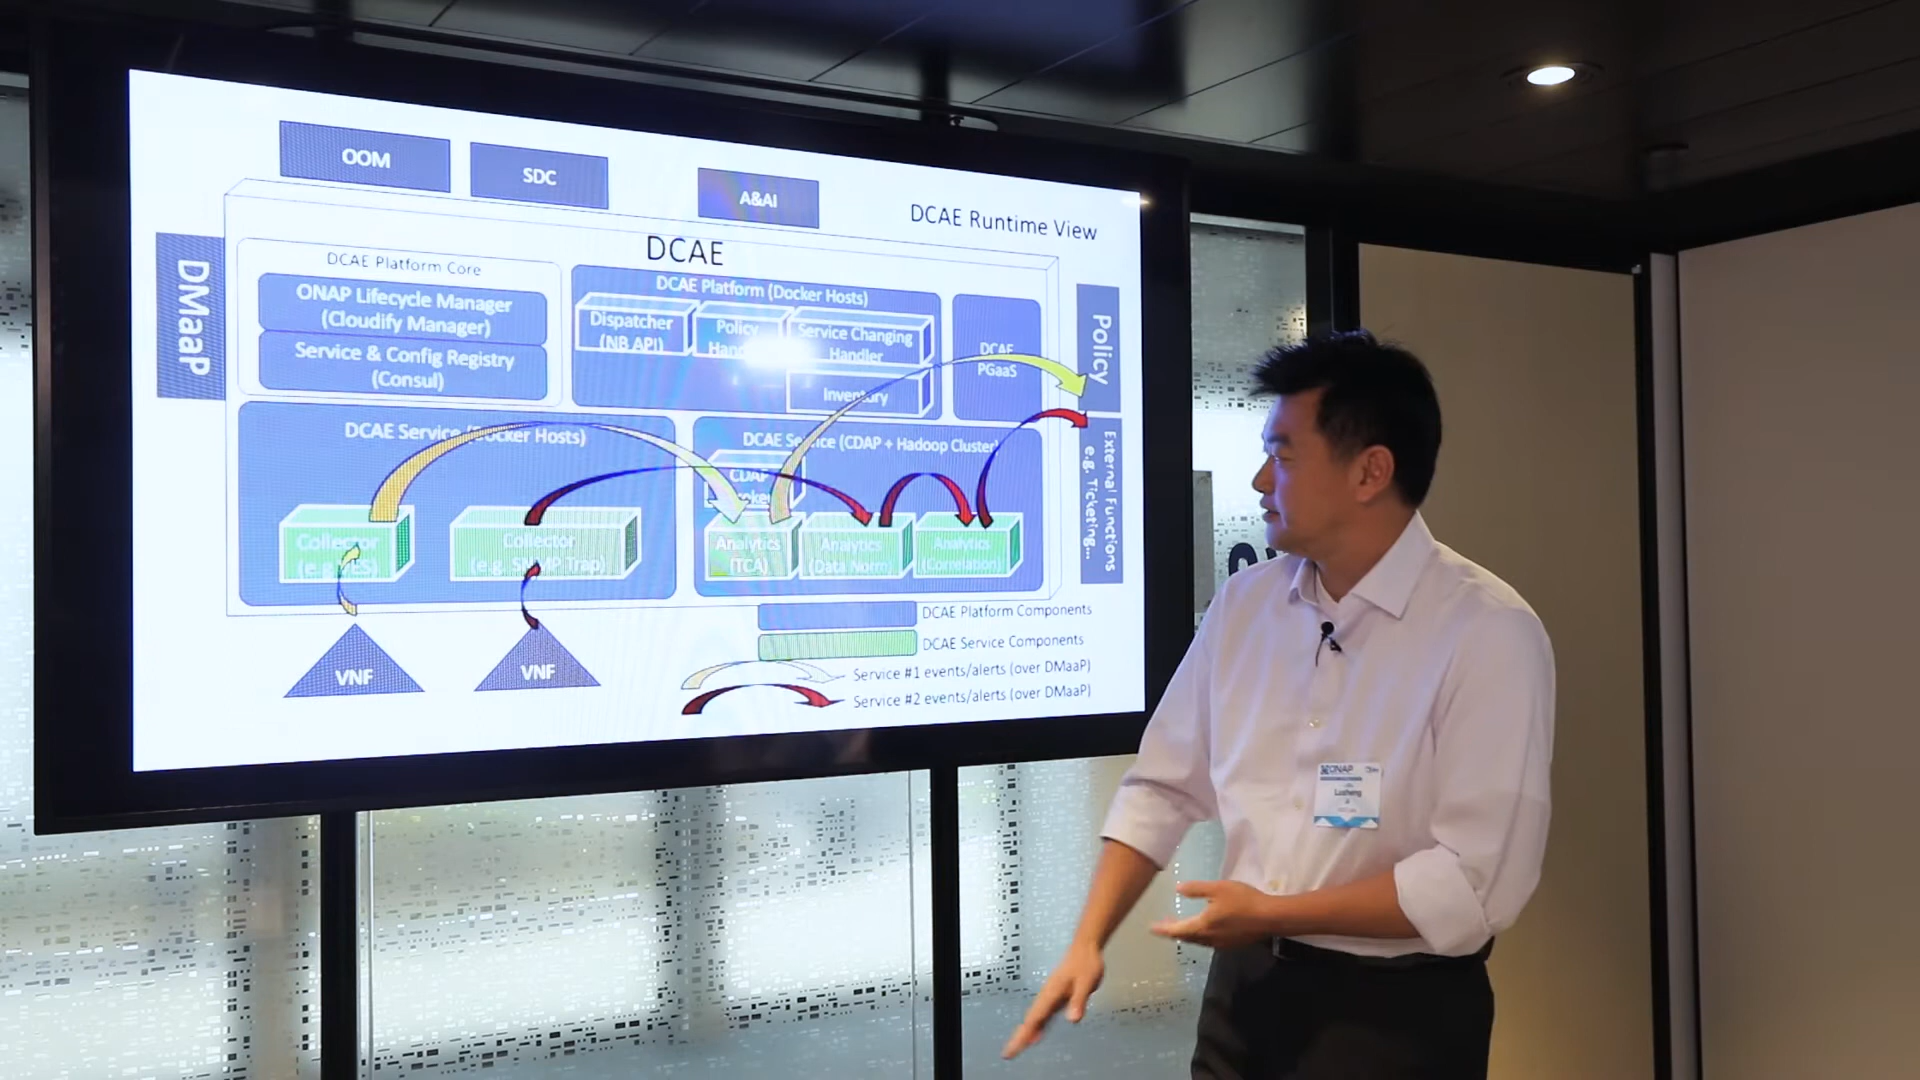 OOM
SDC
A&AI
DCAE Runtime View
DMaaP
DCAE
DCAE Platform Core
ONAP Lifecycle Manager
(Cloudify Manager)
Service & Config Registry
(Consul)
DCAE Platform (Docker Hosts)
Dispatcher
(NB API)
Policy
Service Changing
Handler
Inventory
DCAE
PGaaS
Policy
External Functions
e.g. Ticketing...
DCAE Service (Docker Hosts)
Collector
Collector
(e.g. SNMP Trap)
DCAE Service (CDAP + Hadoop Cluster)
CDAP
Analytics
(TCA)
Analytics
(Data Norm)
Analytics
(Correlation)
VNF
VNF
DCAE Platform Components
DCAE Service Components
Service #1 events/alerts (over DMaaP)
Service #2 events/alerts (over DMaaP)
ONAP
Lusheng